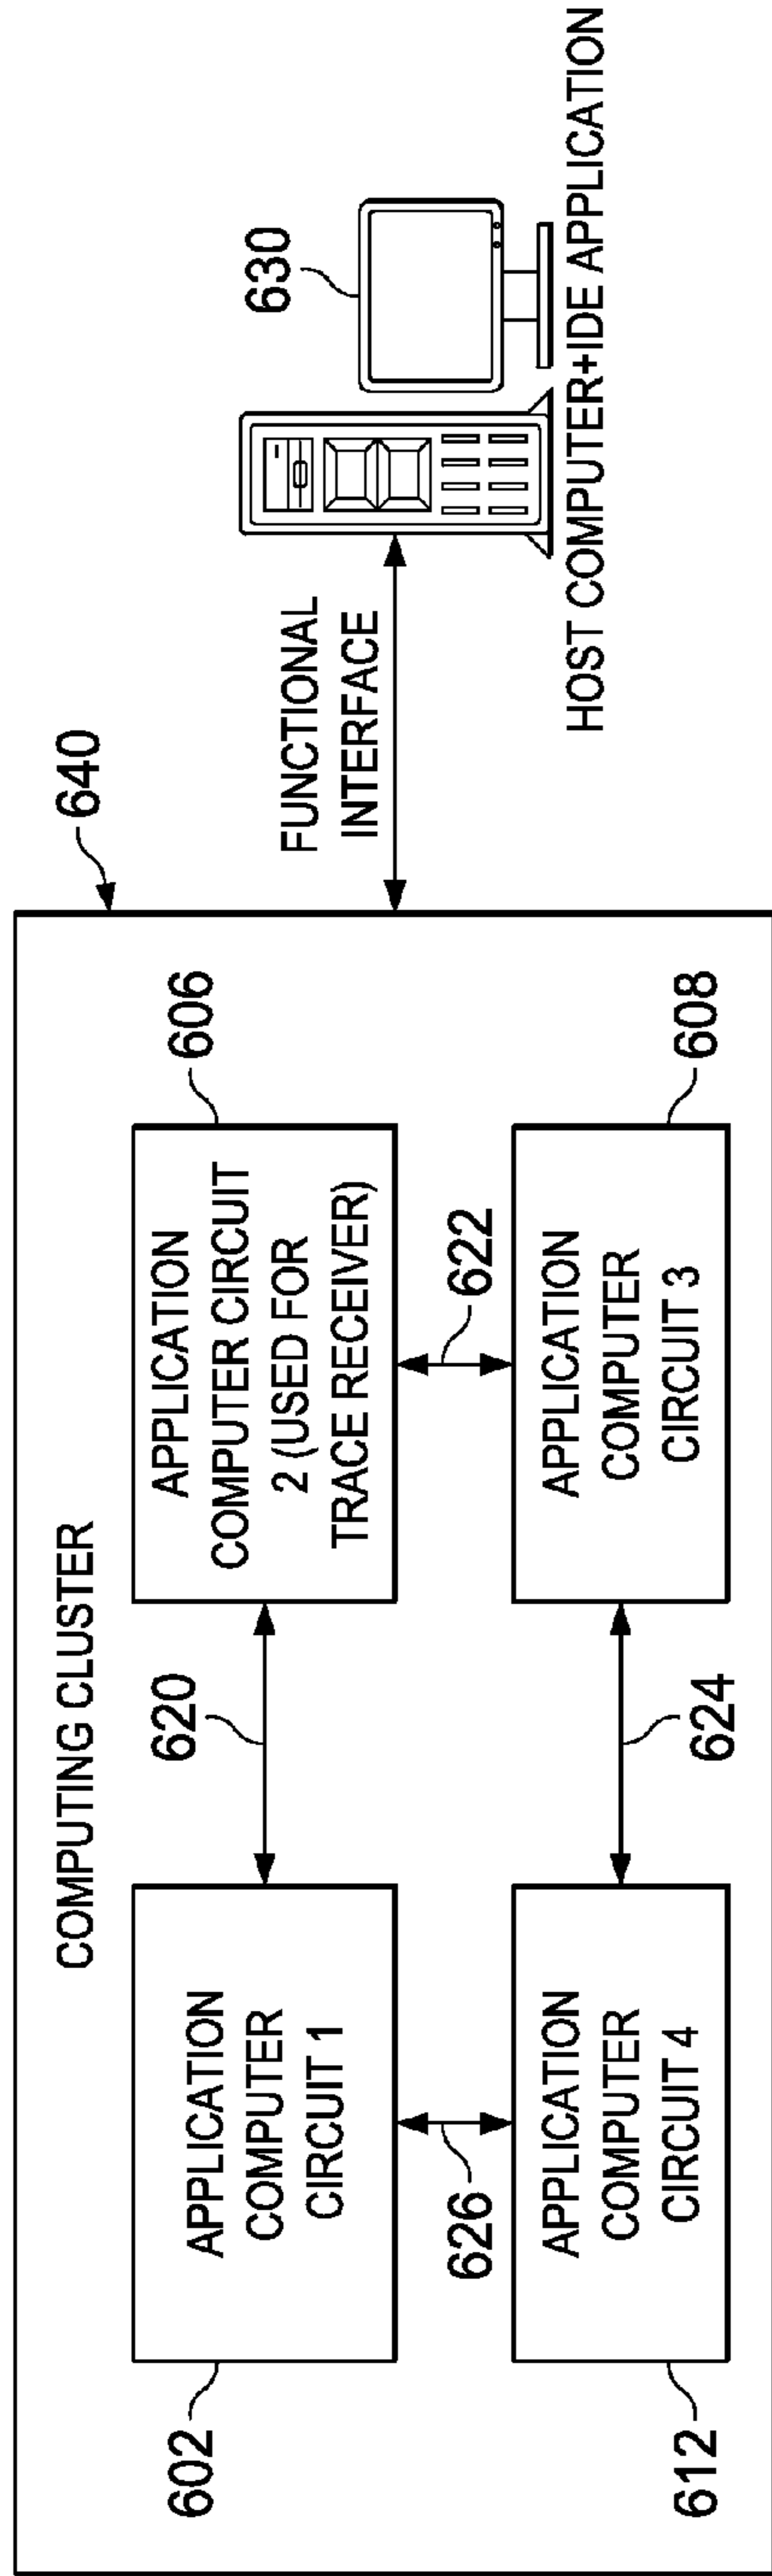 COMPUTING CLUSTER
640
602
APPLICATION
COMPUTER
CIRCUIT 1
620
APPLICATION
COMPUTER CIRCUIT
2 (USED FOR
TRACE RECEIVER)
606
626
622
612
APPLICATION
COMPUTER
CIRCUIT 4
624
APPLICATION
COMPUTER
CIRCUIT 3
608
FUNCTIONAL
INTERFACE
630
HOST COMPUTER+IDE APPLICATION